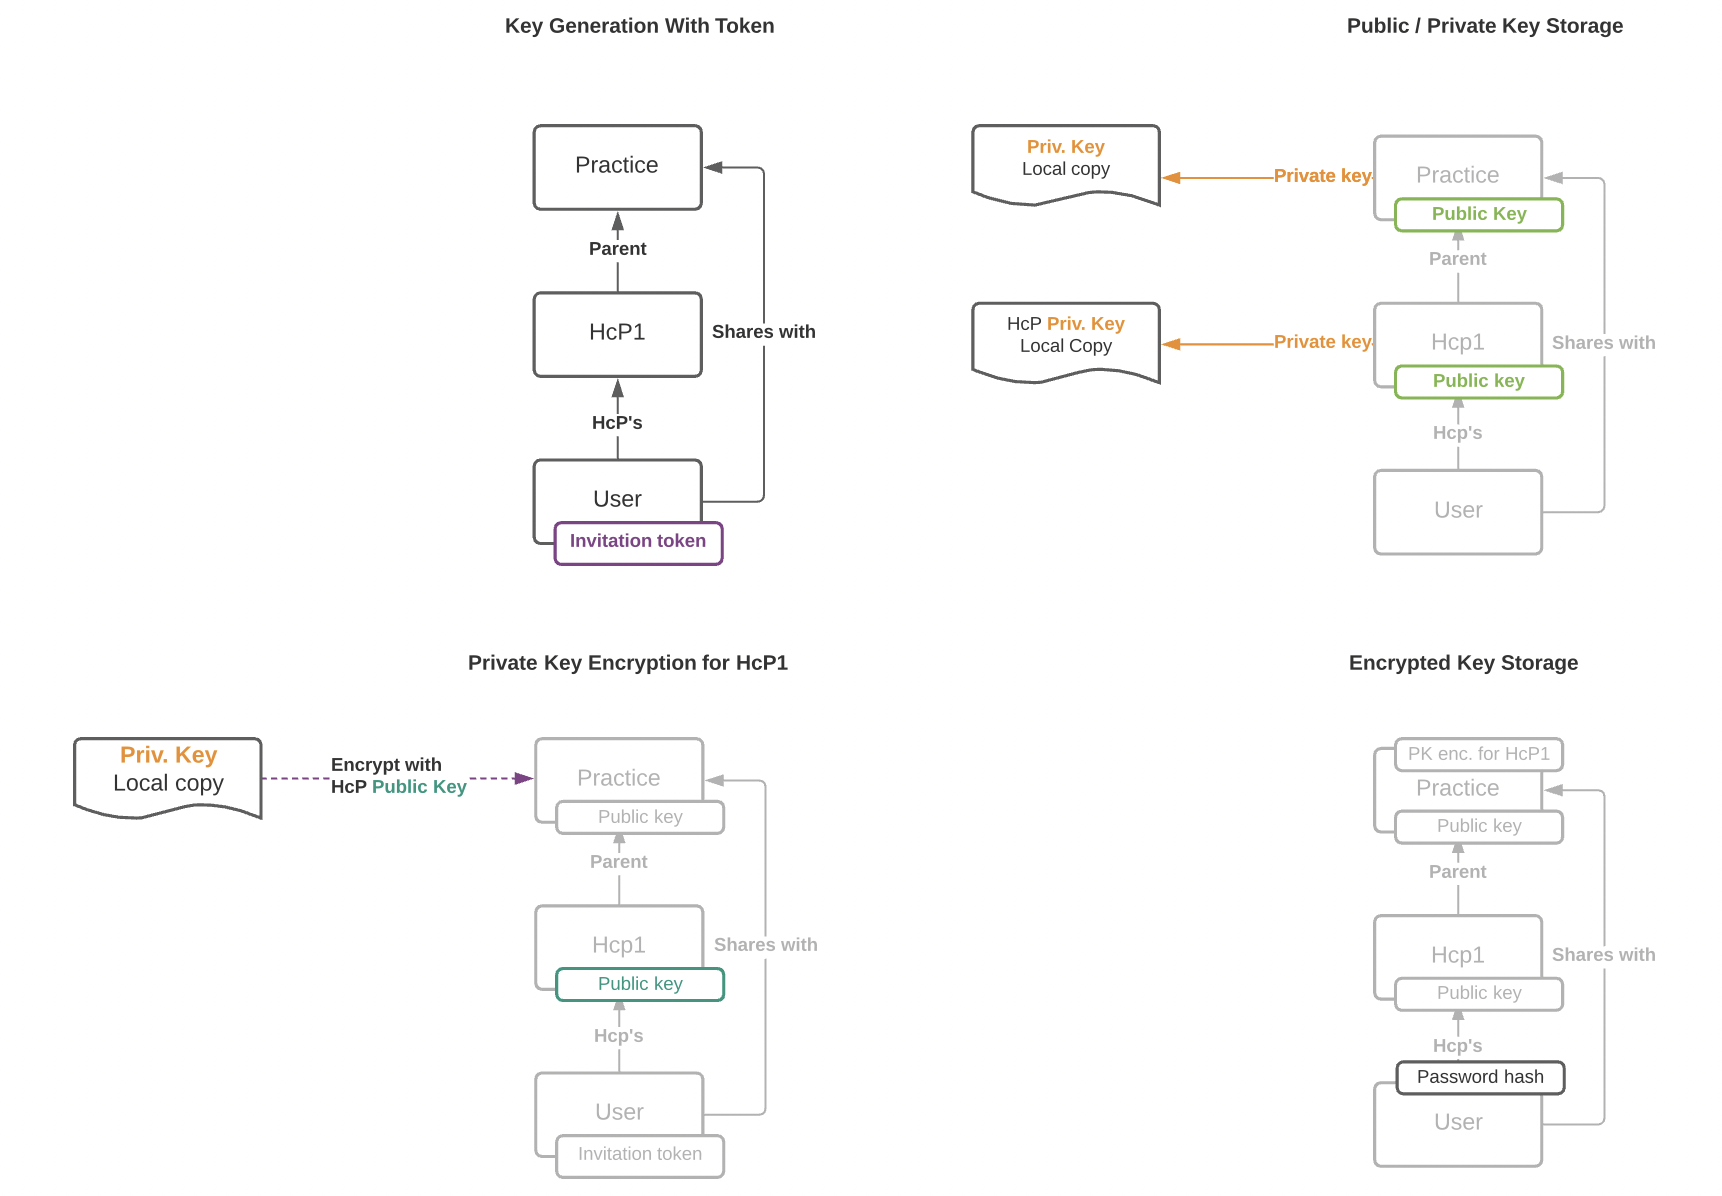 Key Generation With Token
Practice
Parent
HcP1
Shares with
HcP's
User
Invitation token
Public / Private Key Storage
Priv. Key
Local copy
Private key
Practice
Public Key
Parent
HcP Priv. Key
Local Copy
Private key
Hcp1
Shares with
Public key
Hcp's
User
Private Key Encryption for HcP1
Priv. Key
Local copy
Encrypt with
HcP Public Key
Practice
Public key
Parent
Hcp1
Shares with
Public key
Hcp's
User
Invitation token
Encrypted Key Storage
PK enc. for HcP1
Practice
Public key
Parent
Hcp1
Shares with
Public key
Hcp's
Password hash
User